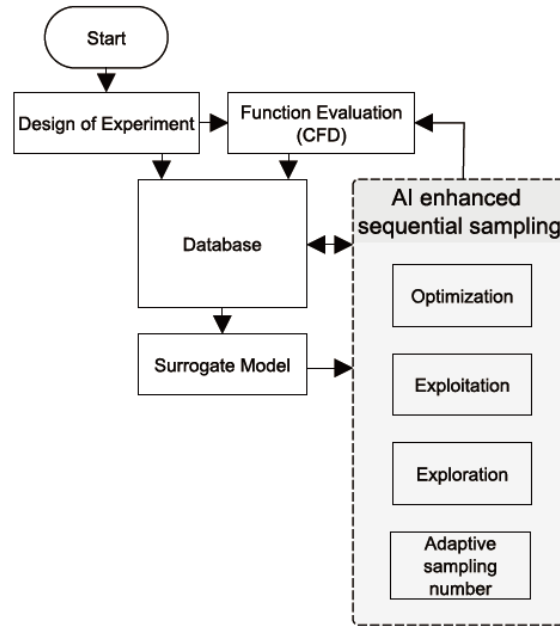 Start
Design of Experiment
Function Evaluation
(CFD)
Database
Surrogate Model
AI enhanced
sequential sampling
Optimization
Exploitation
Exploration
Adaptive
sampling
number